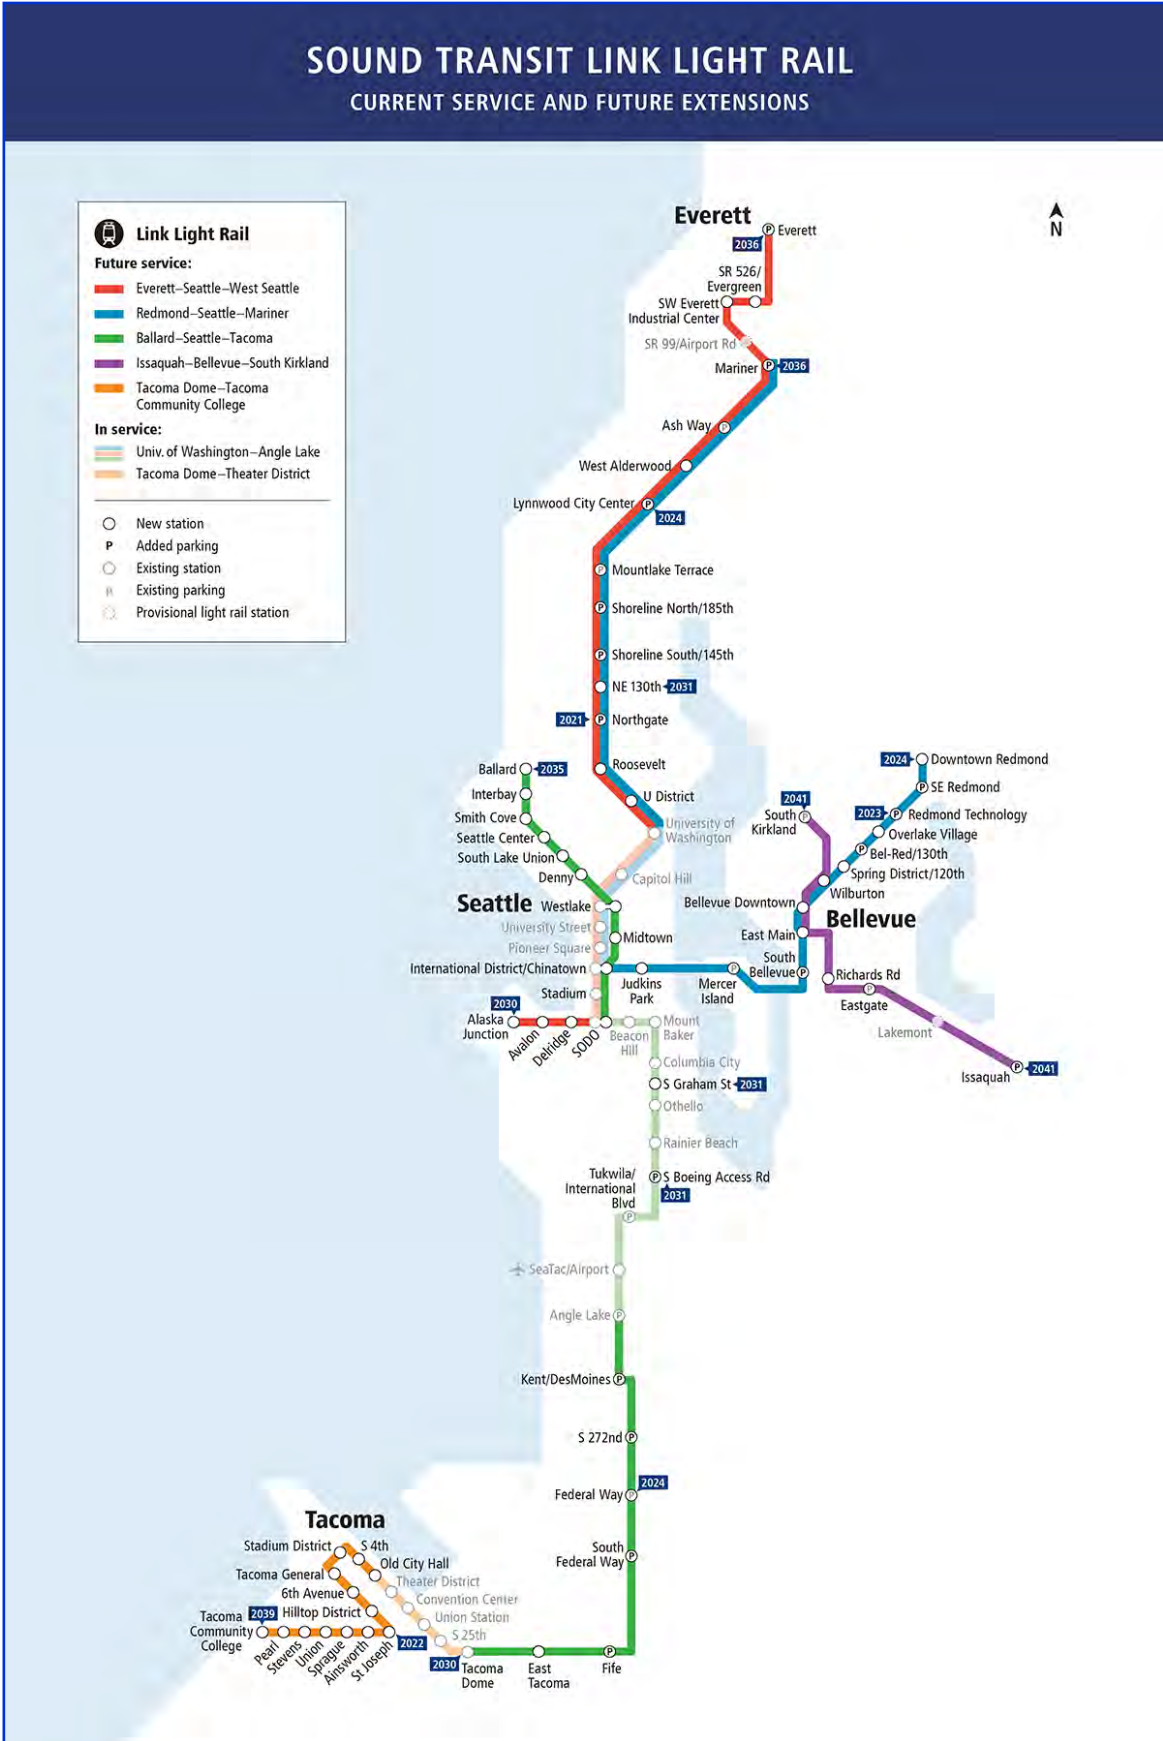 SOUND TRANSIT LINK LIGHT RAIL
CURRENT SERVICE AND FUTURE EXTENSIONS
Link Light Rail
Future service:
Everett–Seattle–West Seattle
Redmond–Seattle–Mariner
Ballard–Seattle–Tacoma
Issaquah–Bellevue–South Kirkland
Tacoma Dome–Tacoma
Community College
In service:
Univ. of Washington–Angle Lake
Tacoma Dome–Theater District
New station
P Added parking
Existing station
P Existing parking
Provisional light rail station
N
Everett
P Everett
2036
SR 526/
Evergreen
SW Everett
Industrial Center
SR 99/Airport Rd
Mariner P 2036
Ash Way P
West Alderwood
Lynnwood City Center P
2024
P Mountlake Terrace
P Shoreline North/185th
P Shoreline South/145th
NE 130th 2031
2021 P Northgate
Roosevelt
U District
University of
Washington
Capitol Hill
Ballard 2035
Interbay
Smith Cove
Seattle Center
South Lake Union
Denny
Seattle
Westlake
University Street
Midtown
Pioneer Square
International District/Chinatown
Stadium
2030
Alaska
Junction
Avalon
Delridge
SODO
Beacon
Hill
Mount
Baker
Judkins
Park
P
Mercer
Island
2024 Downtown Redmond
P SE Redmond
2023 P Redmond Technology
Overlake Village
P Bel-Red/130th
Spring District/120th
Wilburton
2041
South
Kirkland
P
Bellevue Downtown
Bellevue
East Main
South
Bellevue P
Richards Rd
P
Eastgate
Lakemont
Issaquah P 2041
Columbia City
S Graham St 2031
Othello
Rainier Beach
P S Boeing Access Rd
2031
Tukwila/
International
Blvd
P
SeaTac/Airport
Angle Lake P
Kent/DesMoines P
S 272nd P
2024
Federal Way P
South
Federal Way P
Tacoma
Stadium District
S 4th
Old City Hall
Tacoma General
Theater District
6th Avenue
Convention Center
Hilltop District
Union Station
S 25th
Tacoma
Community
College
2039
Pearl
Stevens
Union
Sprague
Ainsworth
St Joseph
2022
2030
Tacoma
Dome
East
Tacoma
P
Fife